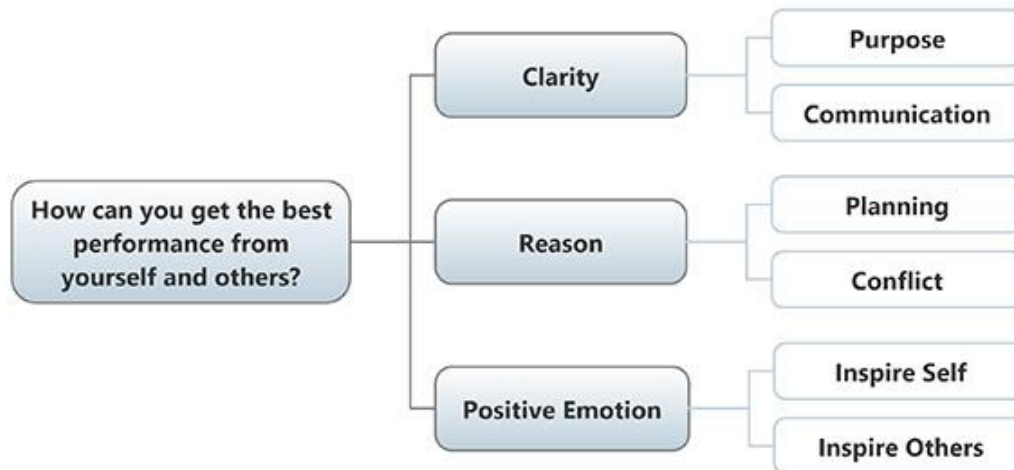 How can you get the best
performance from
yourself and others?
Clarity
Purpose
Communication
Reason
Planning
Conflict
Positive Emotion
Inspire Self
Inspire Others